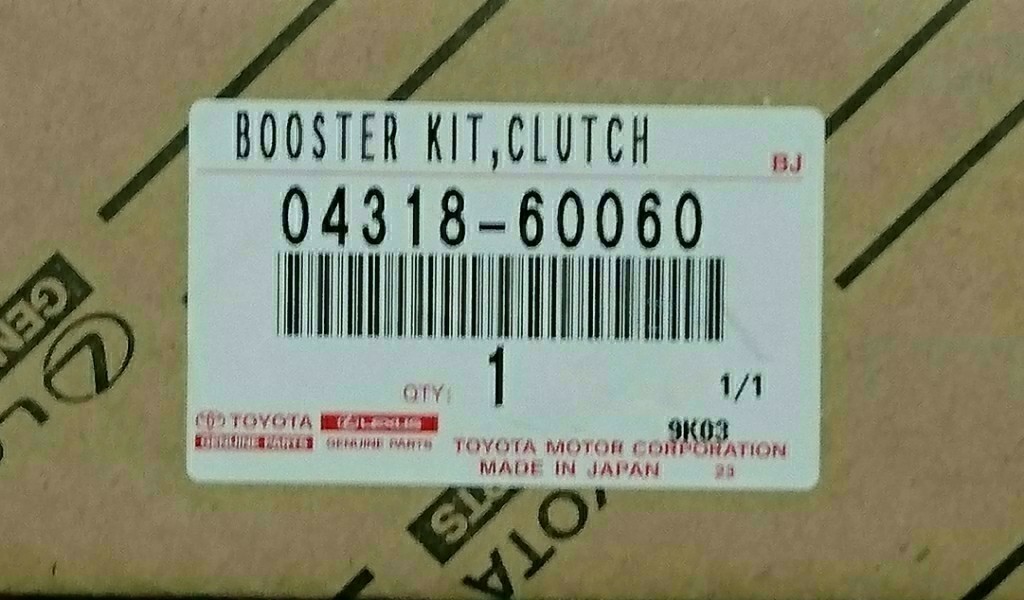 BOOSTER KIT,CLUTCH
BJ
04318-60060
QTY: 1
1/1
TOYOTA LEXUS
GENUINE PARTS GENUINE PARTS
9K03
TOYOTA MOTOR CORPORATION
MADE IN JAPAN 23